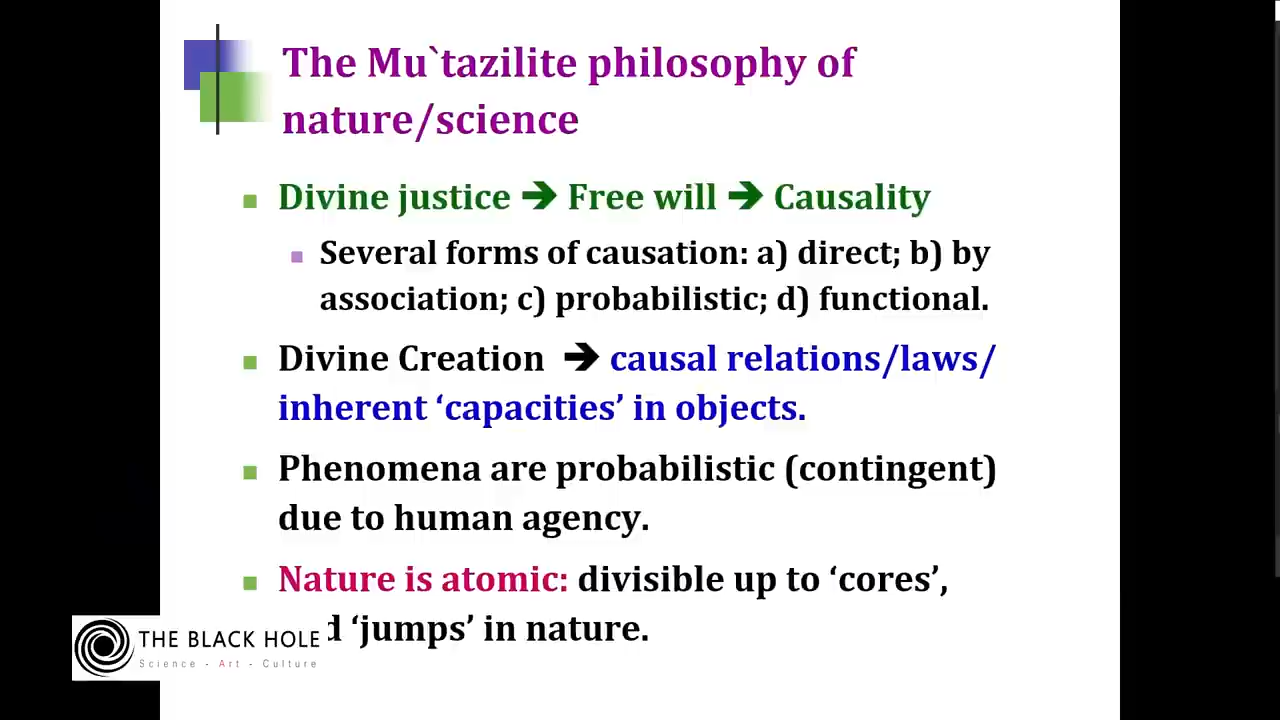 The Mu`tazilite philosophy of
nature/science
Divine justice ➔ Free will ➔ Causality
Several forms of causation: a) direct; b) by
association; c) probabilistic; d) functional.
Divine Creation ➔ causal relations/laws/
inherent ‘capacities’ in objects.
Phenomena are probabilistic (contingent)
due to human agency.
Nature is atomic: divisible up to ‘cores’,
‘jumps’ in nature.
THE BLACK HOLE
Science - Art - Culture